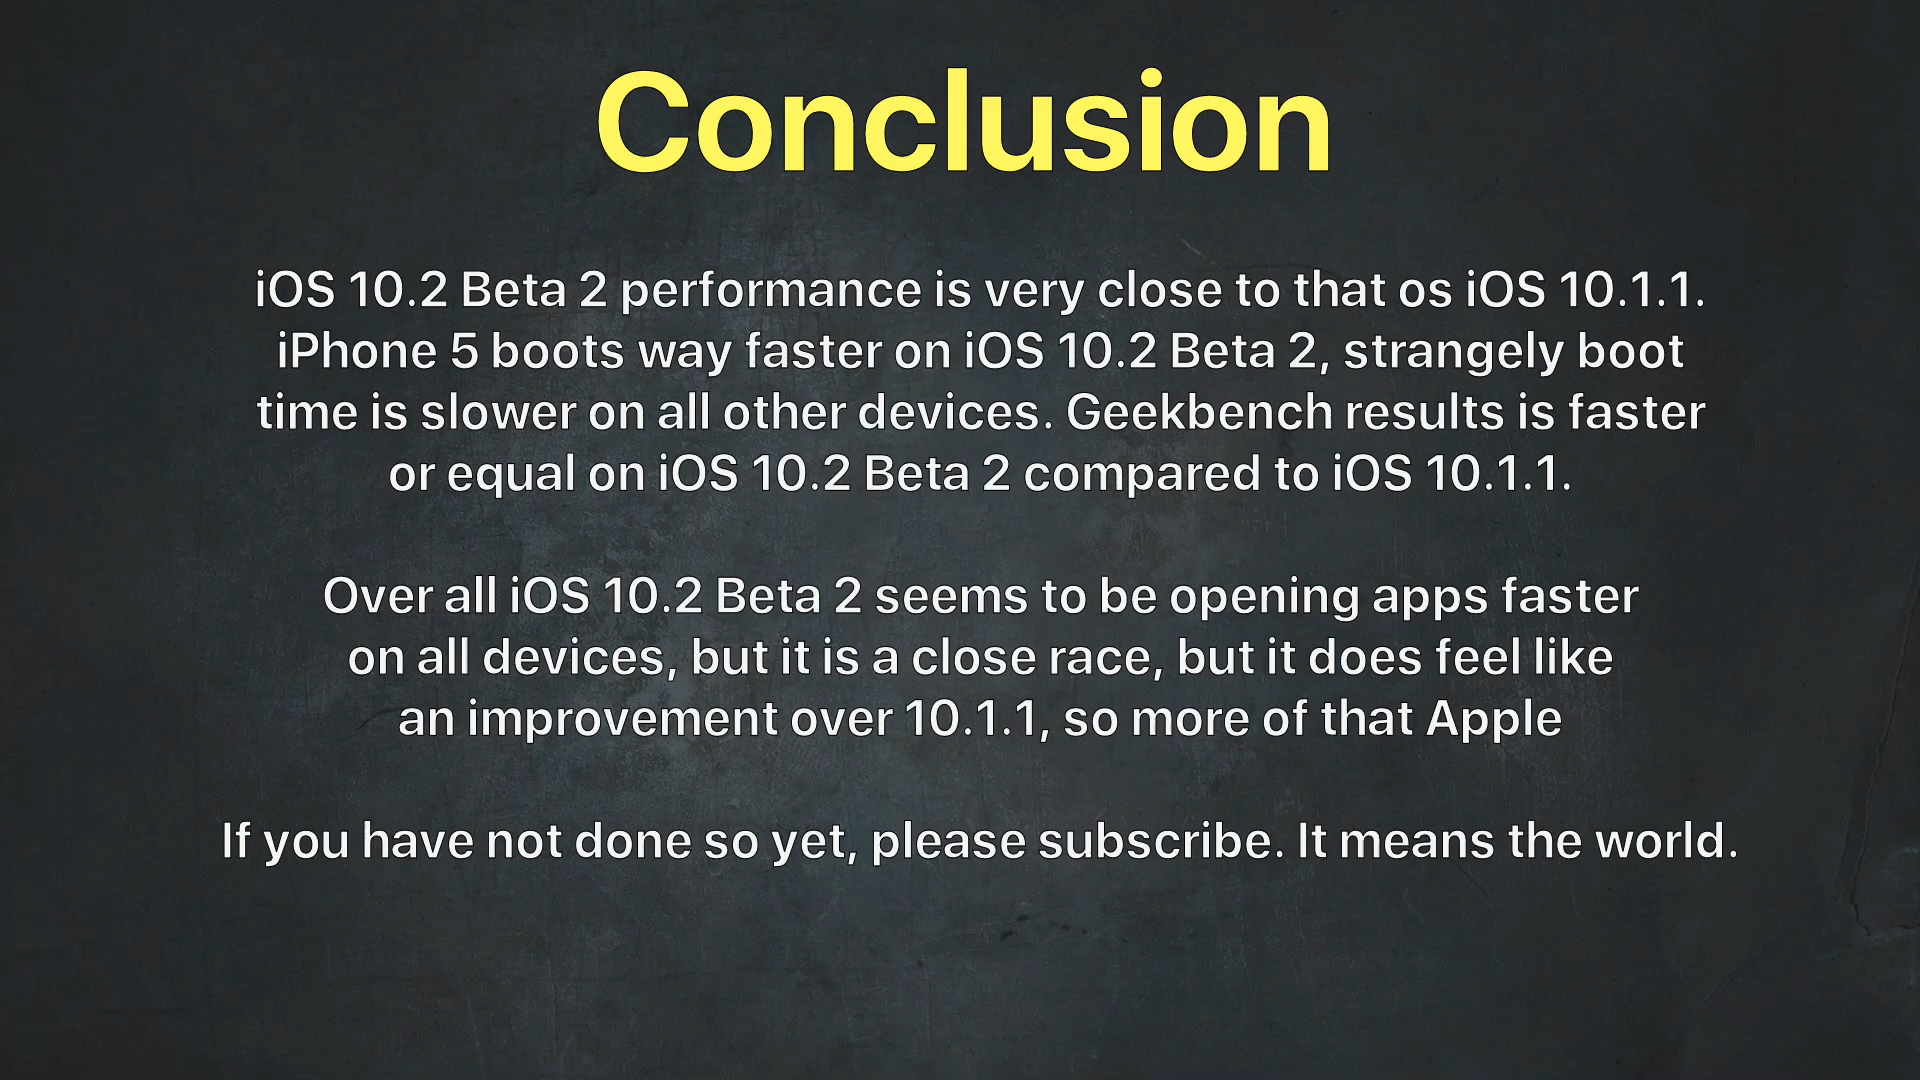 Conclusion
iOS 10.2 Beta 2 performance is very close to that os iOS 10.1.1.
iPhone 5 boots way faster on iOS 10.2 Beta 2, strangely boot
time is slower on all other devices. Geekbench results is faster
or equal on iOS 10.2 Beta 2 compared to iOS 10.1.1.
Over all iOS 10.2 Beta 2 seems to be opening apps faster
on all devices, but it is a close race, but it does feel like
an improvement over 10.1.1, so more of that Apple
If you have not done so yet, please subscribe. It means the world.